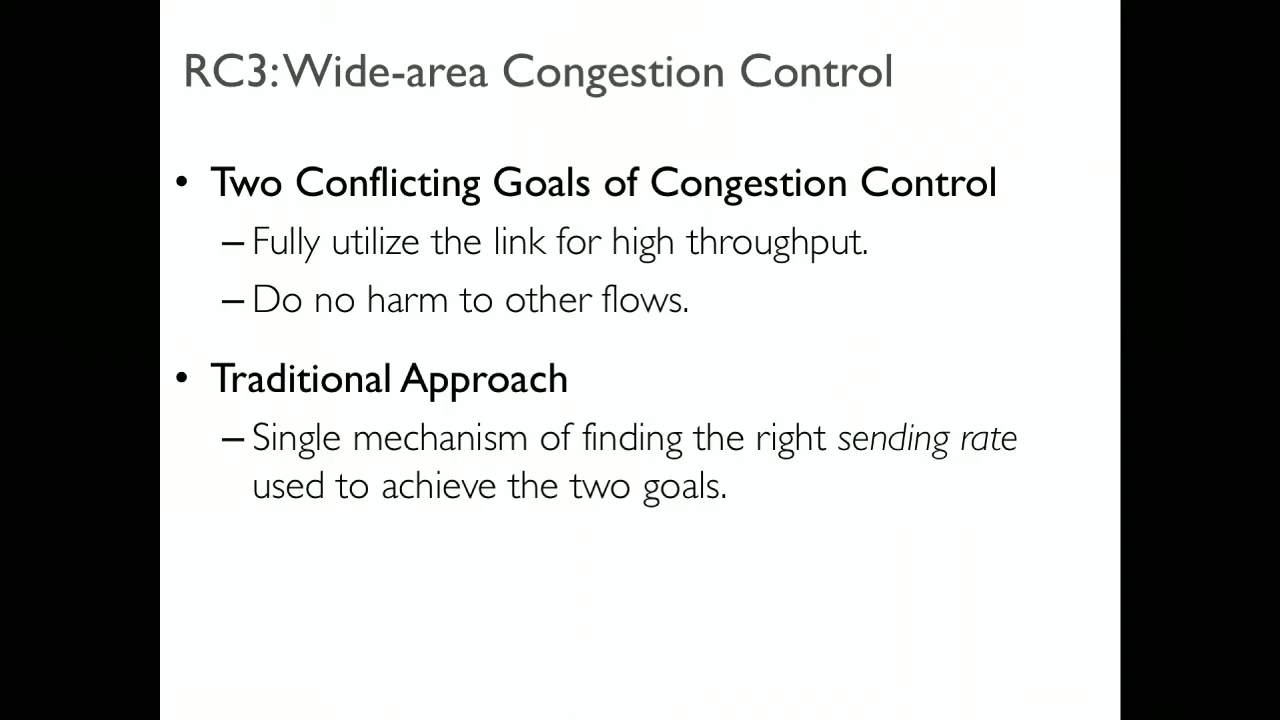 RC3: Wide-area Congestion Control
• Two Conflicting Goals of Congestion Control
– Fully utilize the link for high throughput.
– Do no harm to other flows.
• Traditional Approach
– Single mechanism of finding the right sending rate
used to achieve the two goals.